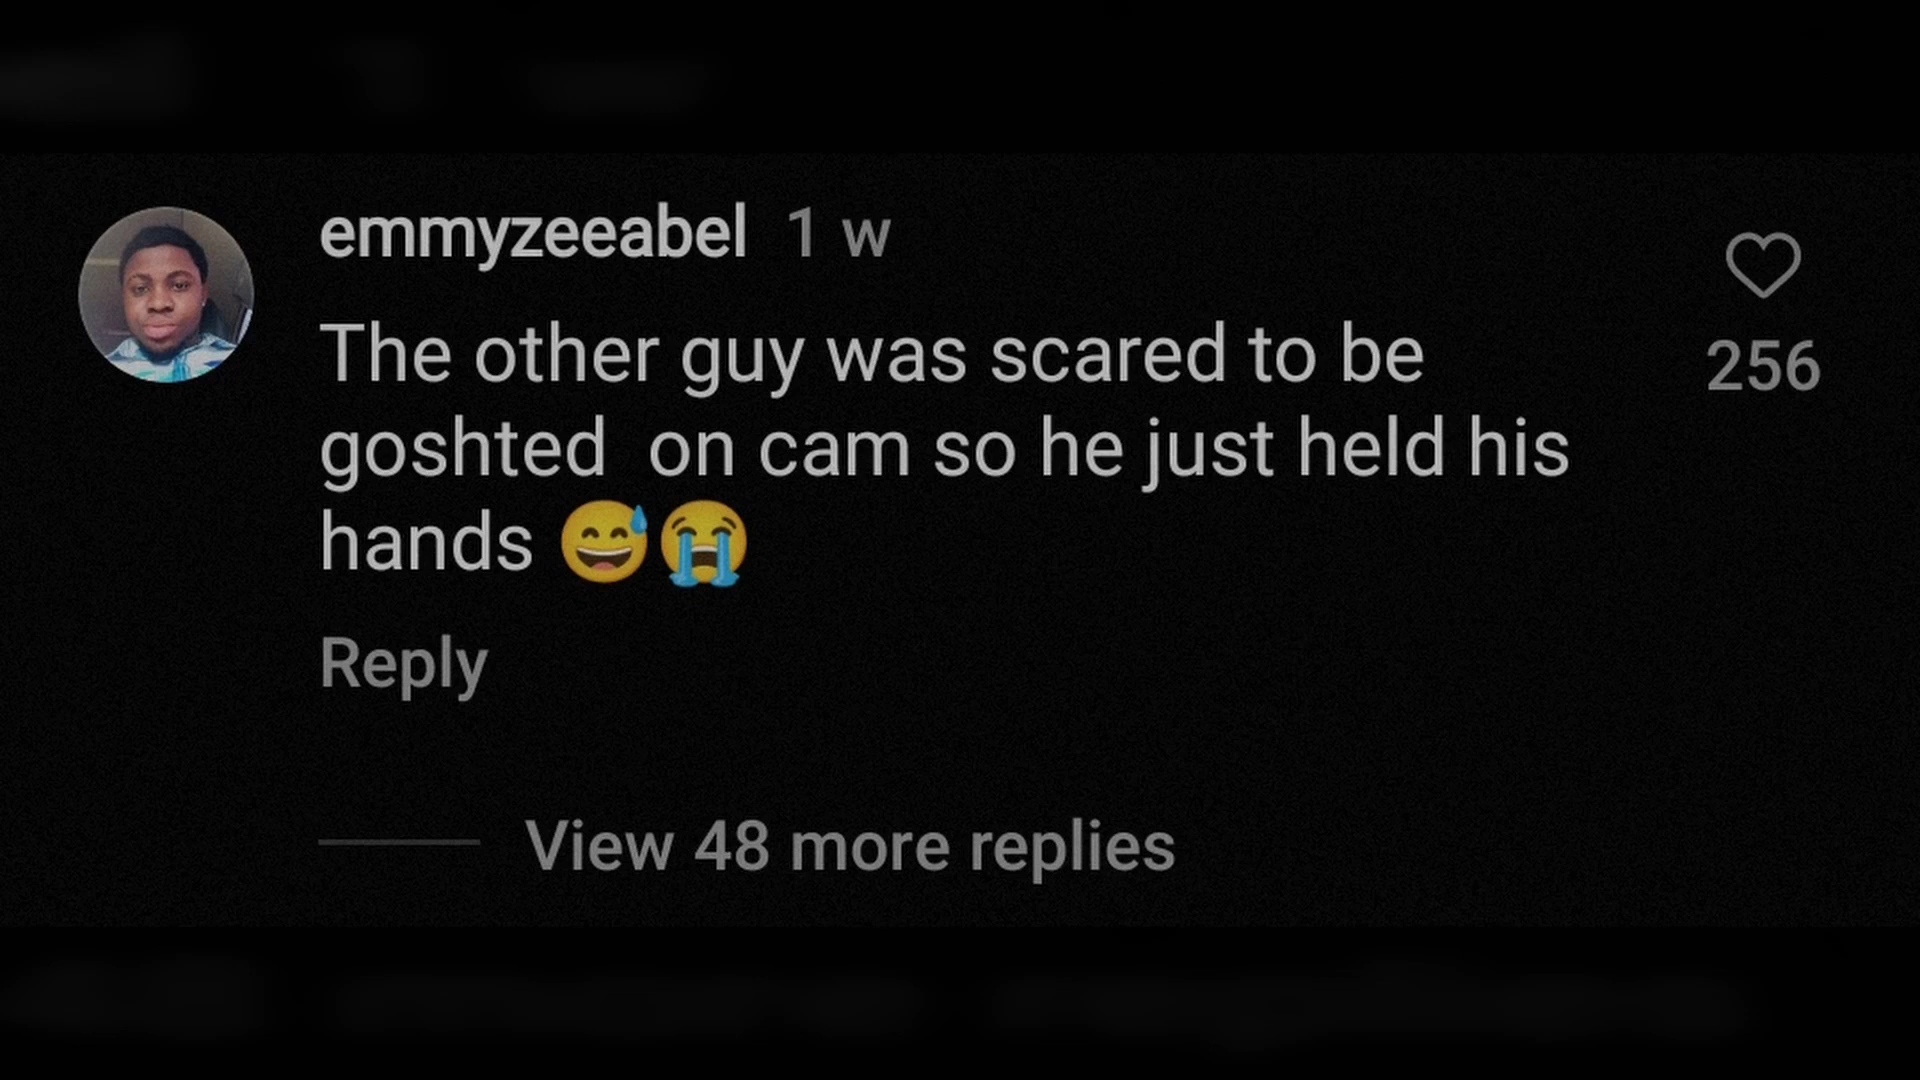 emmyzeeabel 1 w
The other guy was scared to be
goshted  on cam so he just held his
hands 😅😭
256
Reply
View 48 more replies